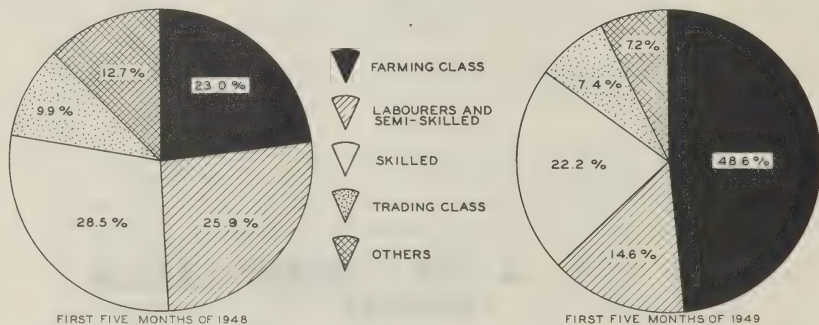 12.7 %
23.0 %
9.9 %
28.5 %
25.9 %
FIRST FIVE MONTHS OF 1948
FARMING CLASS
LABOURERS AND
SEMI-SKILLED
SKILLED
TRADING CLASS
OTHERS
7.2 %
7.4 %
48.6 %
22.2 %
14.6 %
FIRST FIVE MONTHS OF 1949